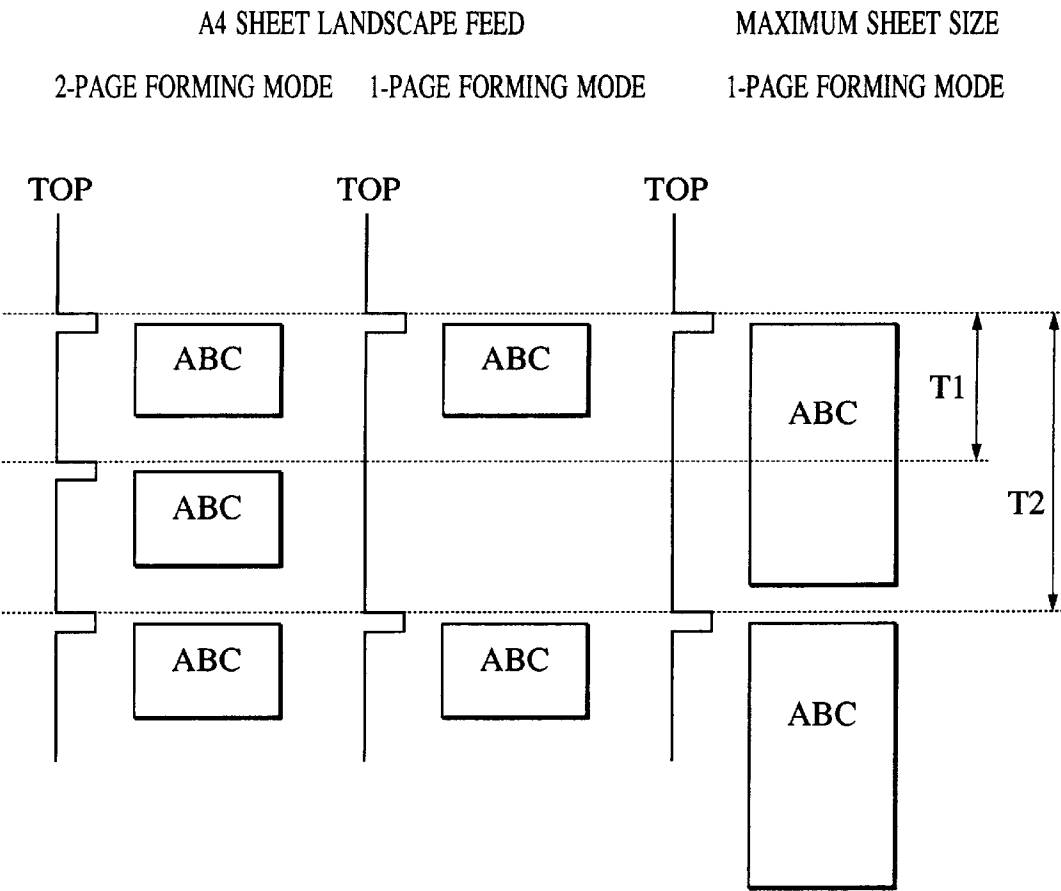 A4 SHEET LANDSCAPE FEED MAXIMUM SHEET SIZE
2-PAGE FORMING MODE 1-PAGE FORMING MODE 1-PAGE FORMING MODE
TOP TOP TOP
ABC ABC
T1
ABC
ABC
T2
ABC ABC
ABC